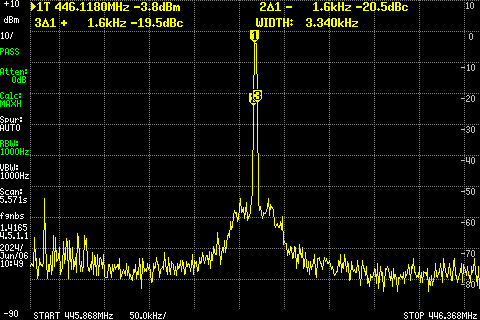 +10
dBm
▶1T 446.1180MHz -3.8dBm
2Δ1 - 1.6kHz -20.5dBc
3Δ1 + 1.6kHz -19.5dBc
WIDTH: 3.340kHz
10/
PASS
Atten:
0dB
Calc:
MAXH
Spur:
AUTO
RBW:
1000Hz
VBW:
1000Hz
Scan:
5.571s
fgnbs
1.4165
4.5.1.1
2024/
Jun/06
10:49
-90
1
3
0
-10
-20
-30
-40
-50
-60
-70
-80
START 445.868MHz 50.0kHz/ STOP 446.368MHz